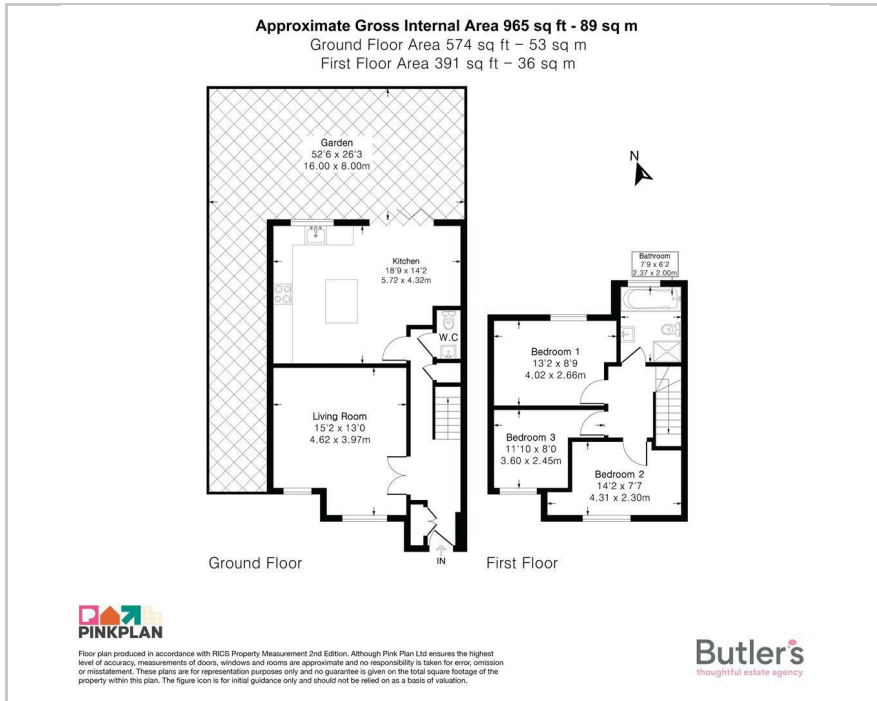 Approximate Gross Internal Area 965 sq ft - 89 sq m
Ground Floor Area 574 sq ft – 53 sq m
First Floor Area 391 sq ft – 36 sq m
Garden
52'6 x 26'3
16.00 x 8.00m
N
Kitchen
18'9 x 14'2
5.72 x 4.32m
W.C
Living Room
15'2 x 13'0
4.62 x 3.97m
IN
Ground Floor
Bathroom
7'9 x 6'2
2.37 x 2.00m
Bedroom 1
13'2 x 8'9
4.02 x 2.66m
Bedroom 3
11'10 x 8'0
3.60 x 2.45m
Bedroom 2
14'2 x 7'7
4.31 x 2.30m
First Floor
PINKPLAN
Floor plan produced in accordance with RICS Property Measurement 2nd Edition. Although Pink Plan Ltd ensures the highest
level of accuracy, measurements of doors, windows and rooms are approximate and no responsibility is taken for error, omission
or misstatement. These plans are for representation purposes only and no guarantee is given on the total square footage of the
property within this plan. The figure icon is for initial guidance only and should not be relied on as a basis of valuation.
Butler's
thoughtful estate agency